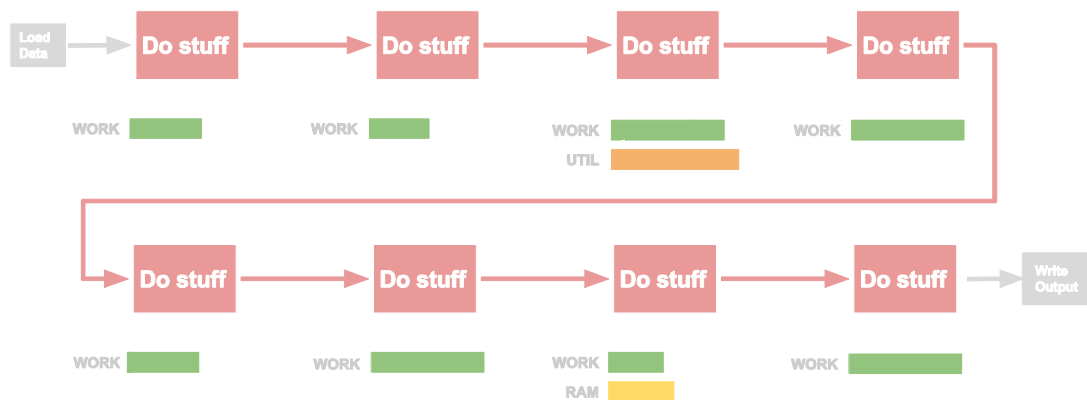 Load
Data
Do stuff
Do stuff
Do stuff
Do stuff
WORK
WORK
WORK
WORK
UTIL
Do stuff
Do stuff
Do stuff
Do stuff
Write
Output
WORK
WORK
WORK
WORK
RAM